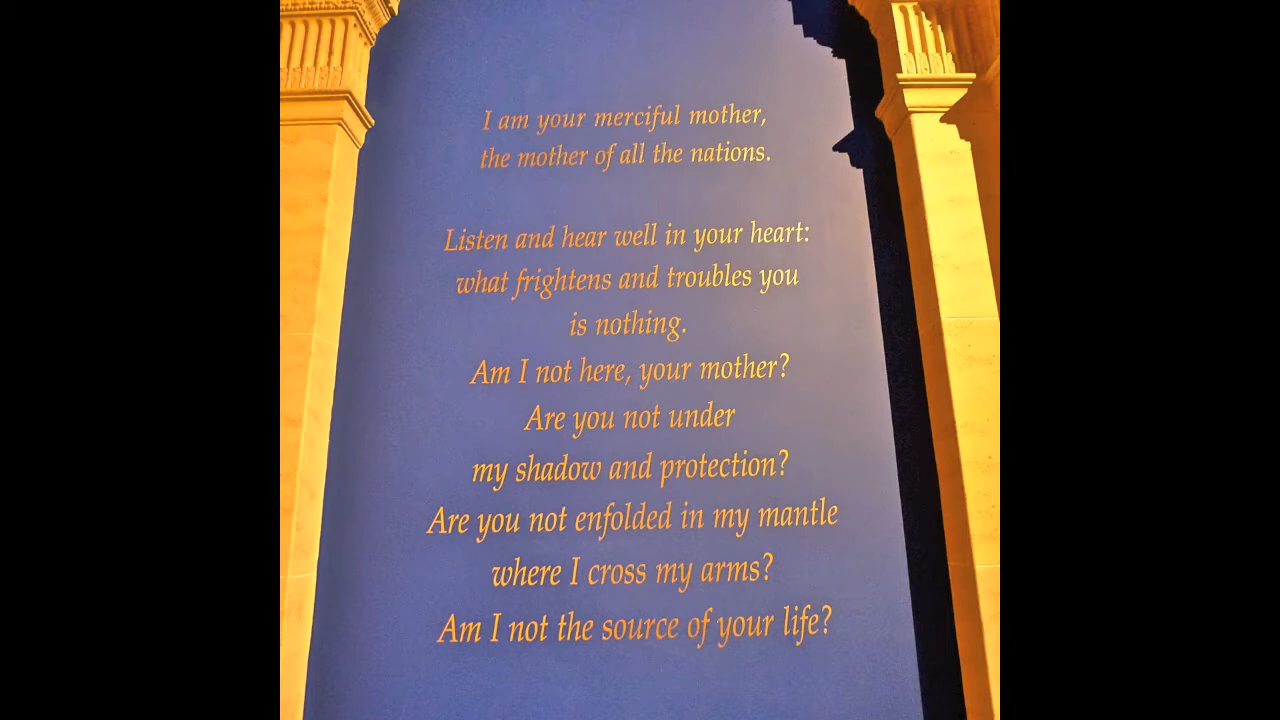 I am your merciful mother,
the mother of all the nations.
Listen and hear well in your heart:
what frightens and troubles you
is nothing.
Am I not here, your mother?
Are you not under
my shadow and protection?
Are you not enfolded in my mantle
where I cross my arms?
Am I not the source of your life?